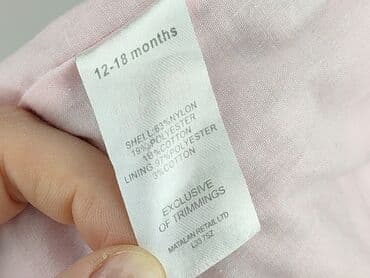 12-18 months
SHELL:63%NYLON
19%POLYESTER
18%COTTON
LINING:97%POLYESTER
3%COTTON
EXCLUSIVE
OF TRIMMINGS
MATALAN RETAIL LTD
L33 7SZ